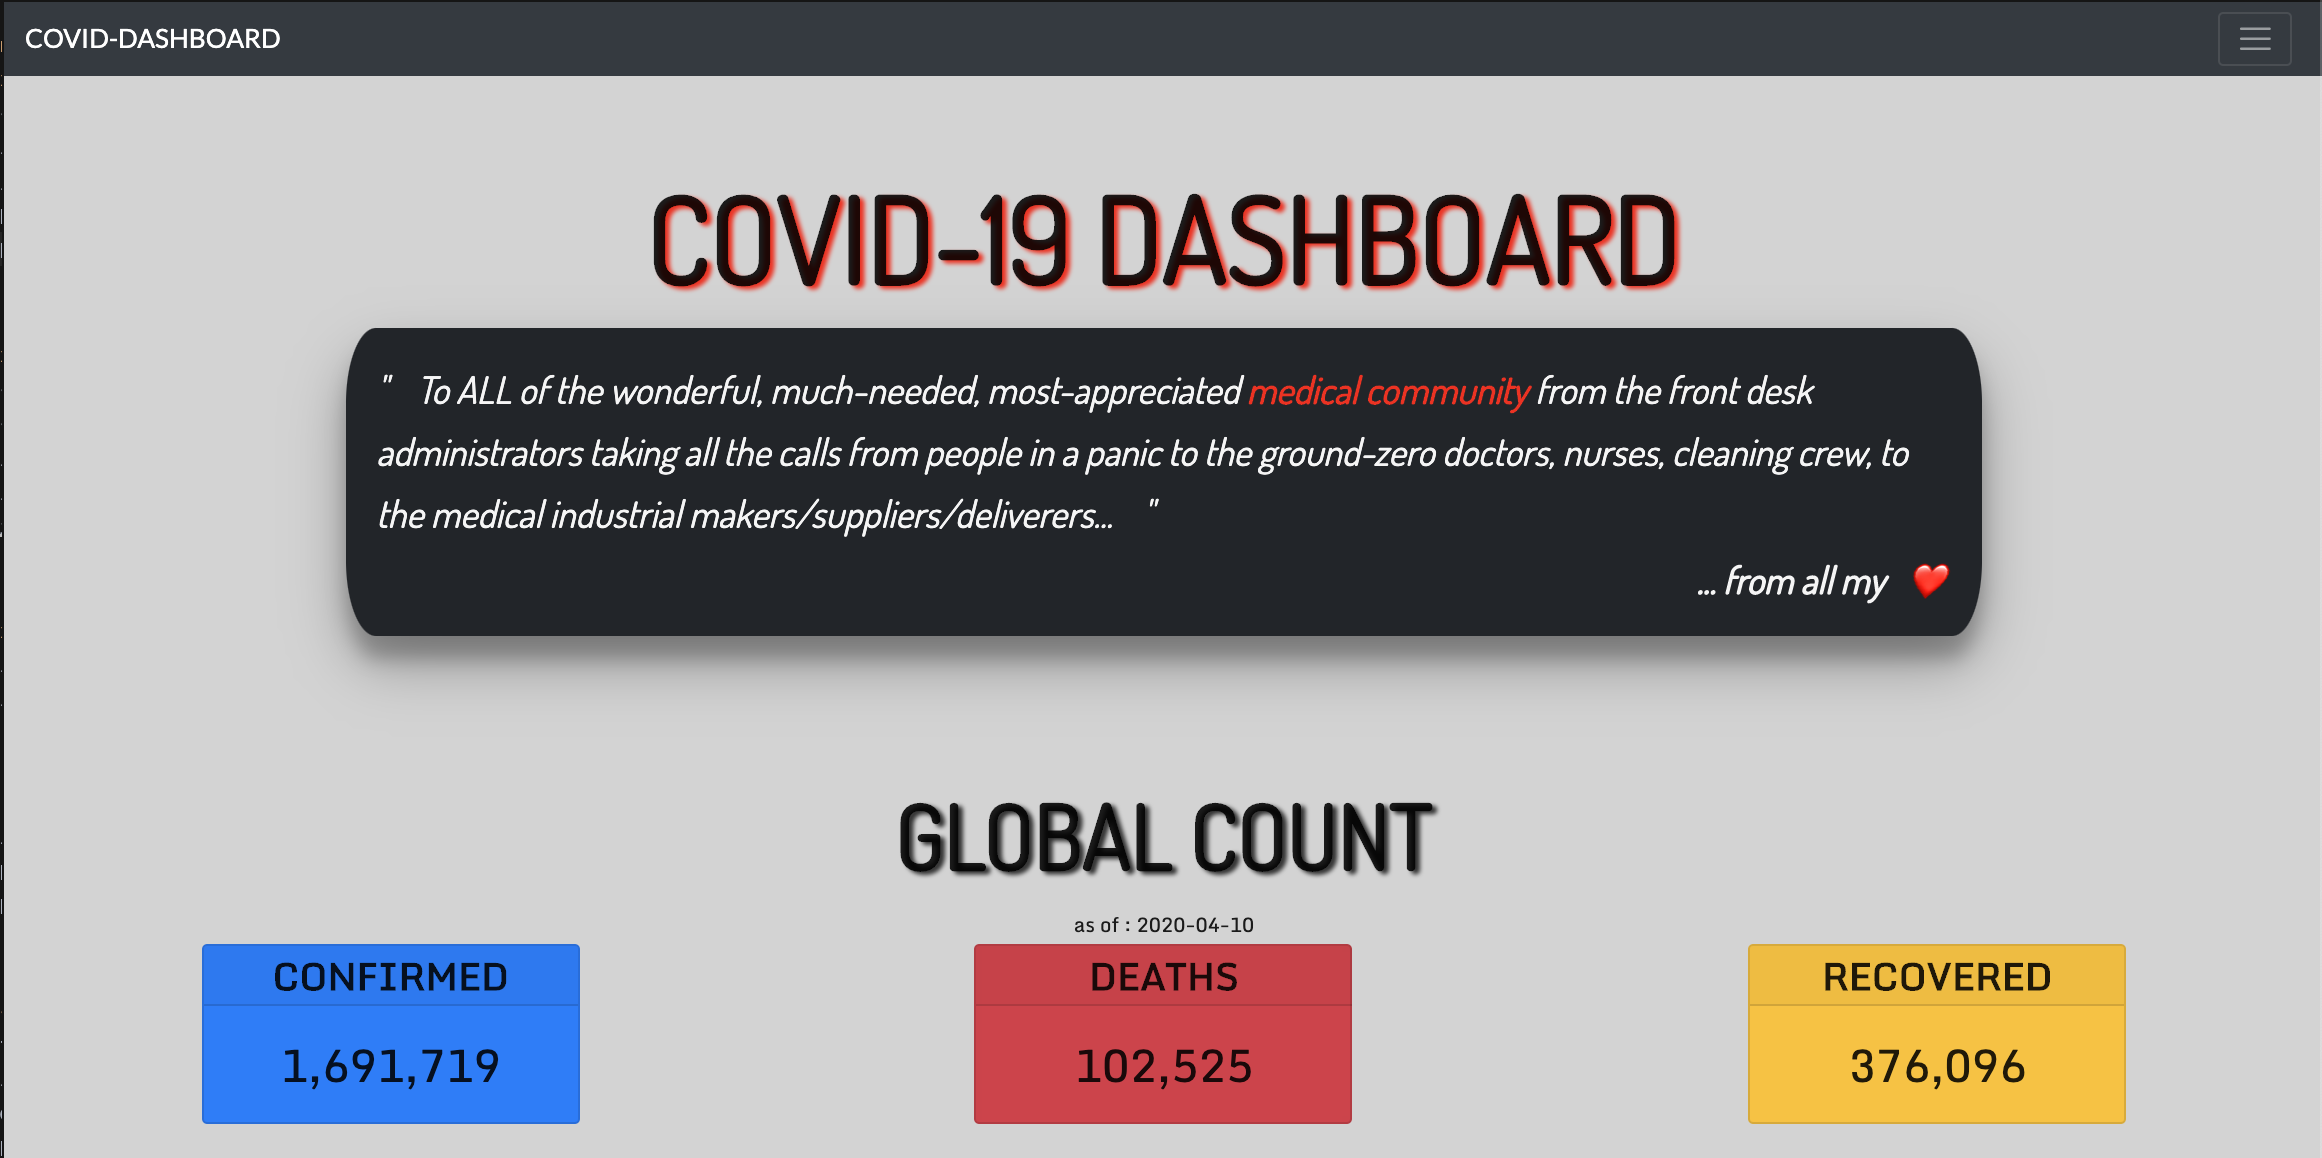 COVID-DASHBOARD
COVID-19 DASHBOARD
" To ALL of the wonderful, much-needed, most-appreciated medical community from the front desk
administrators taking all the calls from people in a panic to the ground-zero doctors, nurses, cleaning crew, to
the medical industrial makers/suppliers/deliverers... "
... from all my ❤️
GLOBAL COUNT
as of : 2020-04-10
CONFIRMED
1,691,719
DEATHS
102,525
RECOVERED
376,096